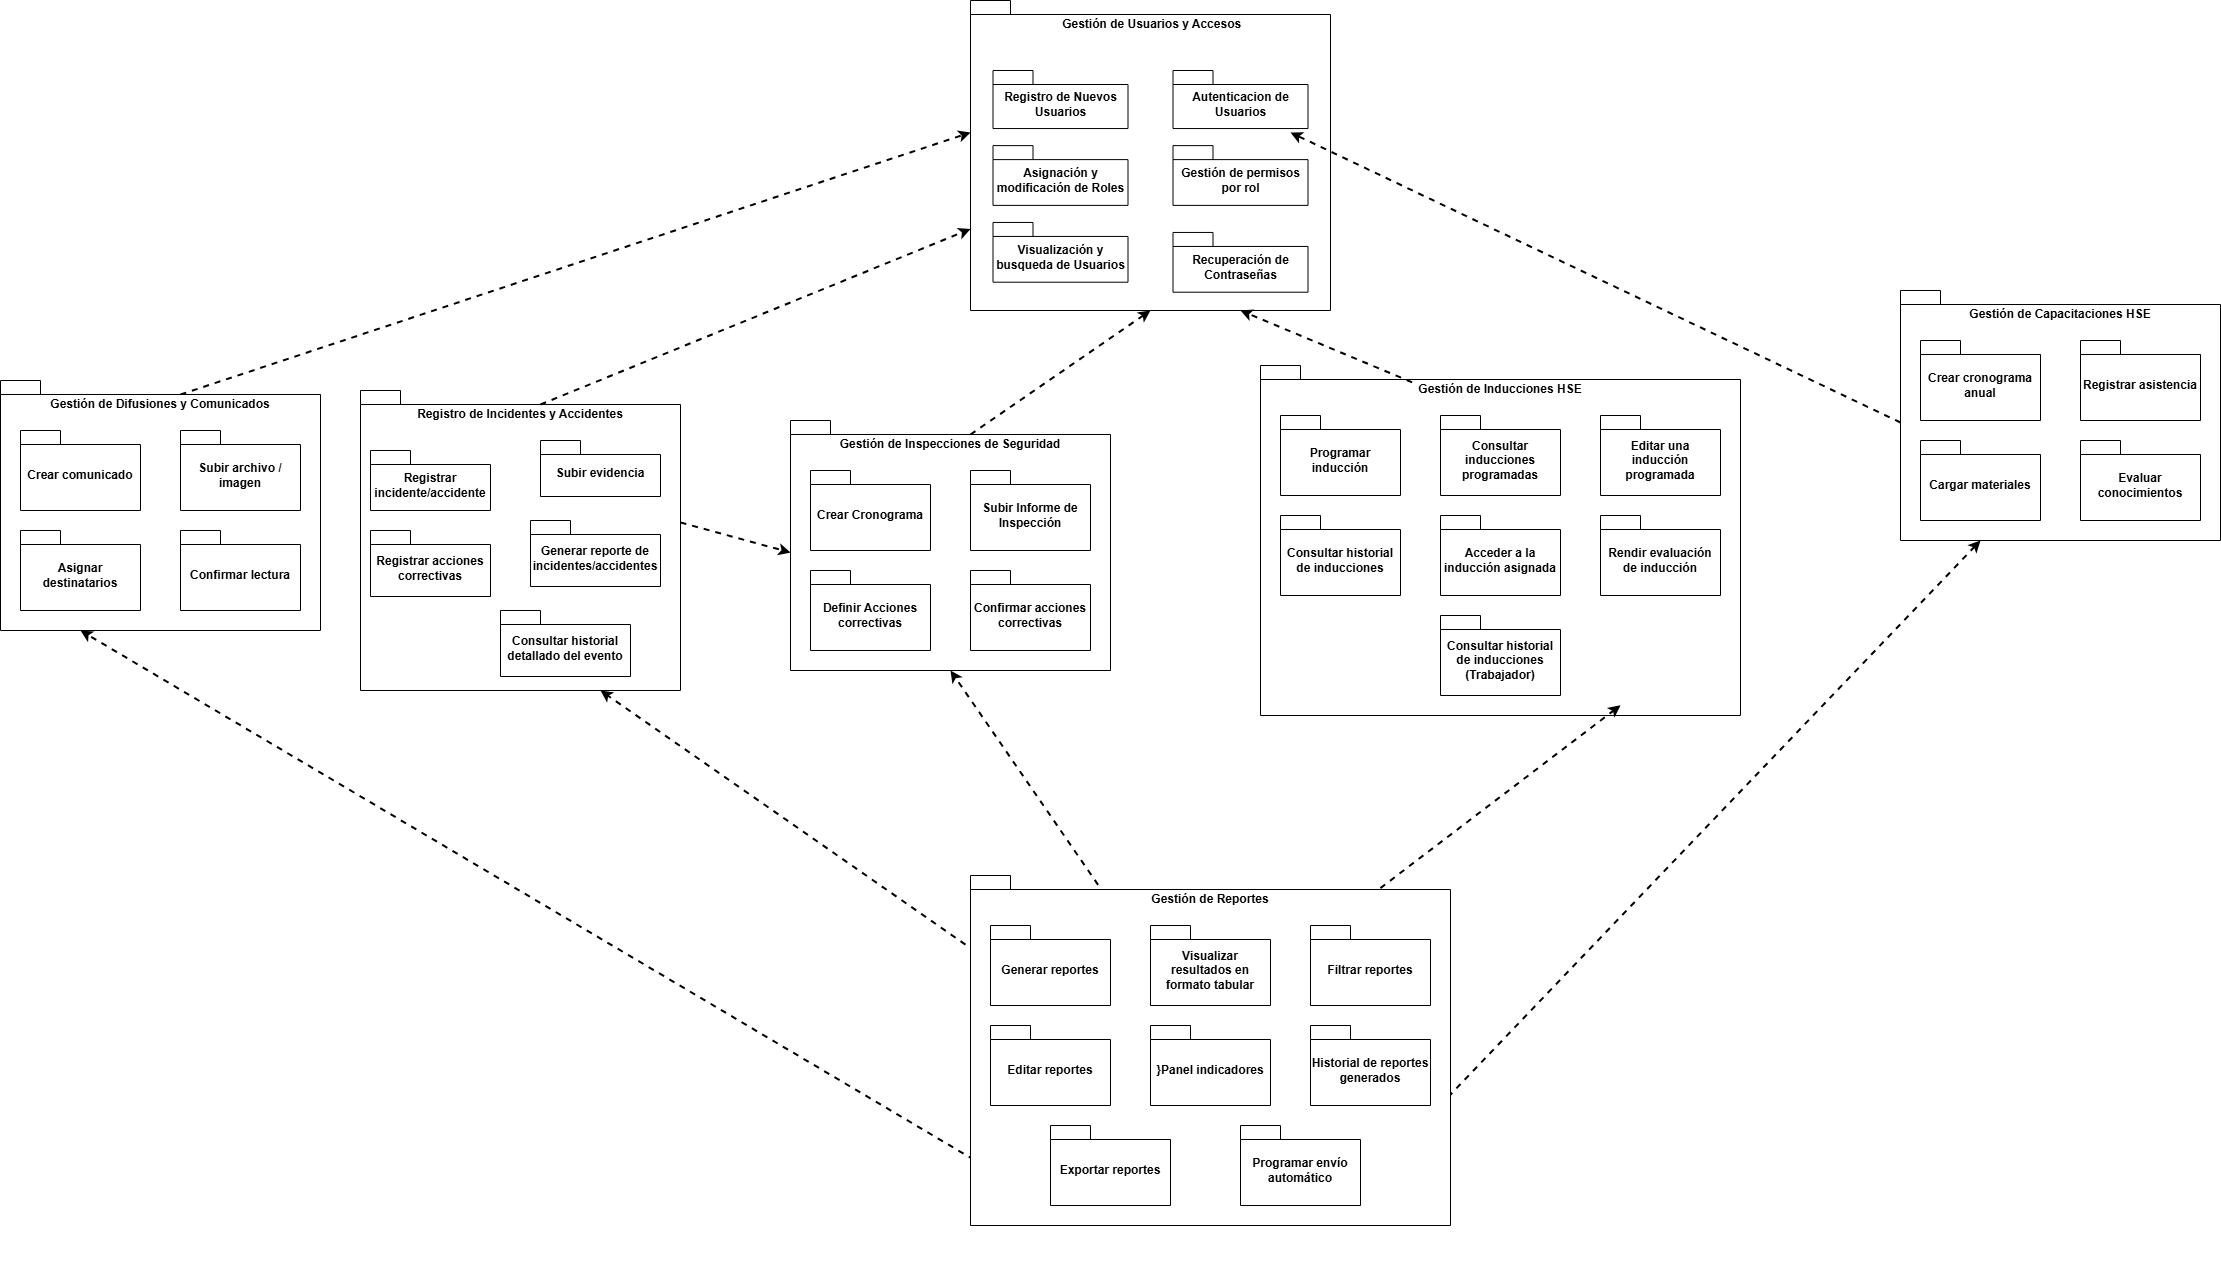 Gestión de Usuarios y Accesos
Registro de Nuevos
Usuarios
Autenticacion de
Usuarios
Asignación y
modificación de Roles
Gestión de permisos
por rol
Visualización y
busqueda de Usuarios
Recuperación de
Contraseñas
Gestión de Difusiones y Comunicados
Crear comunicado
Subir archivo /
imagen
Asignar
destinatarios
Confirmar lectura
Registro de Incidentes y Accidentes
Registrar
incidente/accidente
Subir evidencia
Registrar acciones
correctivas
Generar reporte de
incidentes/accidentes
Consultar historial
detallado del evento
Gestión de Inspecciones de Seguridad
Crear Cronograma
Subir Informe de
Inspección
Definir Acciones
correctivas
Confirmar acciones
correctivas
Gestión de Inducciones HSE
Programar
inducción
Consultar
inducciones
programadas
Editar una
inducción
programada
Consultar historial
de inducciones
Acceder a la
inducción asignada
Rendir evaluación
de inducción
Consultar historial
de inducciones
(Trabajador)
Gestión de Capacitaciones HSE
Crear cronograma
anual
Registrar asistencia
Cargar materiales
Evaluar
conocimientos
Gestión de Reportes
Generar reportes
Visualizar
resultados en
formato tabular
Filtrar reportes
Editar reportes
}Panel indicadores
Historial de reportes
generados
Exportar reportes
Programar envío
automático